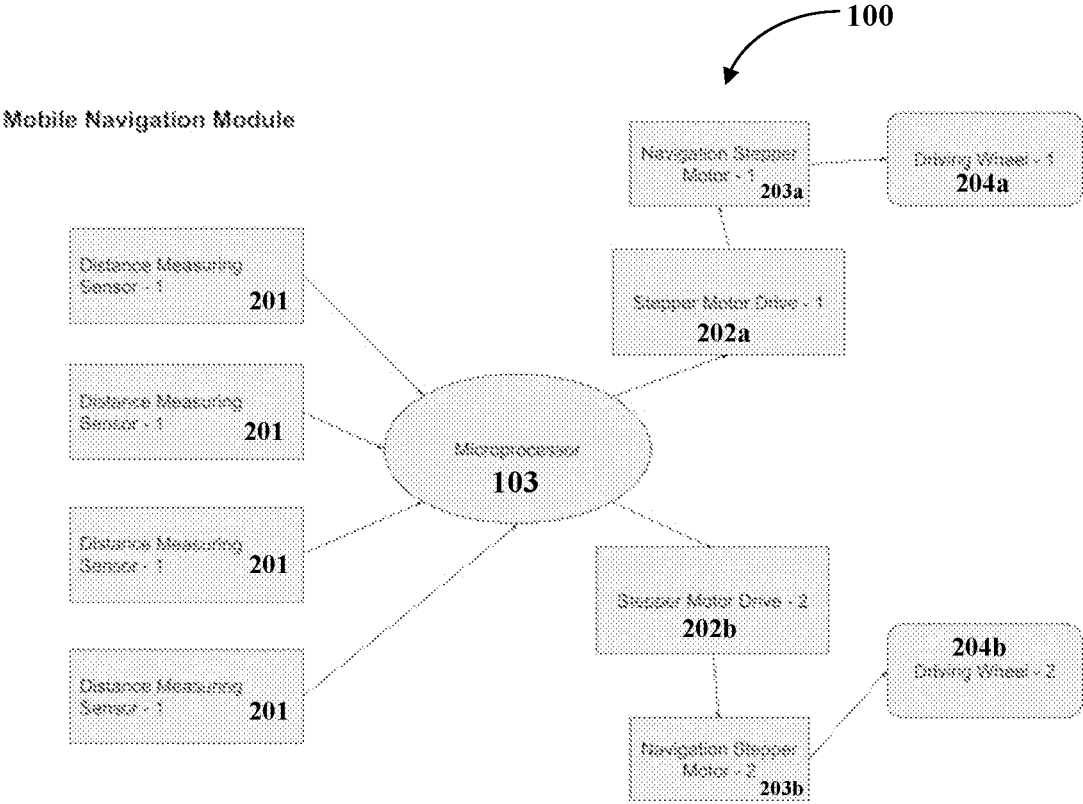 100
Mobile Navigation Module
Navigation Stepper
Motor - 1
203a
Driving Wheel - 1
204a
Distance Measuring
Sensor - 1
201
Stepper Motor Drive - 1
202a
Distance Measuring
Sensor - 1
201
Microprocessor
103
Distance Measuring
Sensor - 1
201
Stepper Motor Drive - 2
202b
204b
Driving Wheel - 2
Distance Measuring
Sensor - 1
201
Navigation Stepper
Motor - 2
203b